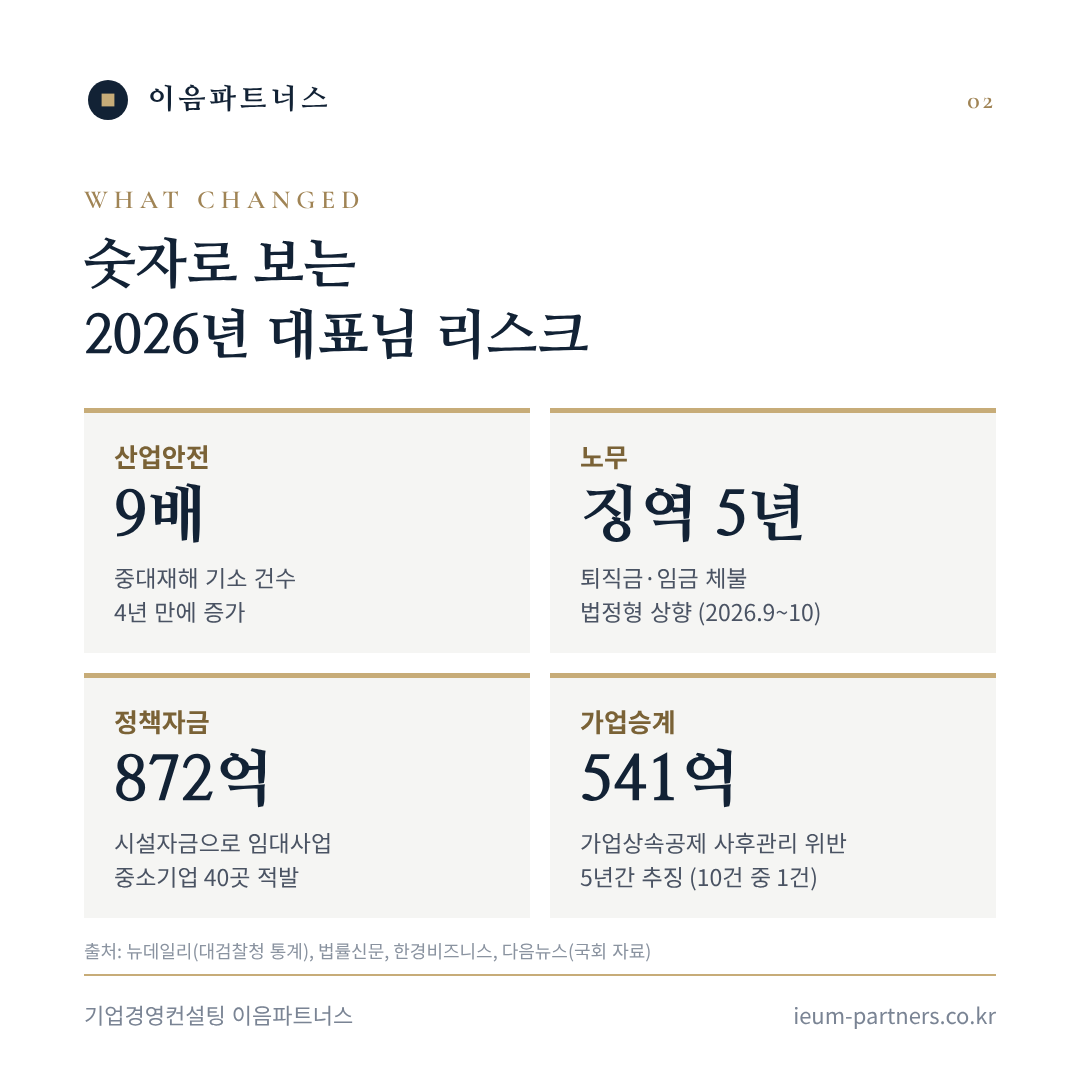 이음파트너스
02
WHAT CHANGED
숫자로 보는
2026년 대표님 리스크
산업안전
9배
중대재해 기소 건수
4년 만에 증가
노무
징역 5년
퇴직금·임금 체불
법정형 상향 (2026.9~10)
정책자금
872억
시설자금으로 임대사업
중소기업 40곳 적발
가업승계
541억
가업상속공제 사후관리 위반
5년간 추징 (10건 중 1건)
출처: 뉴데일리(대검찰청 통계), 법률신문, 한경비즈니스, 다음뉴스(국회 자료)
기업경영컨설팅 이음파트너스
ieum-partners.co.kr